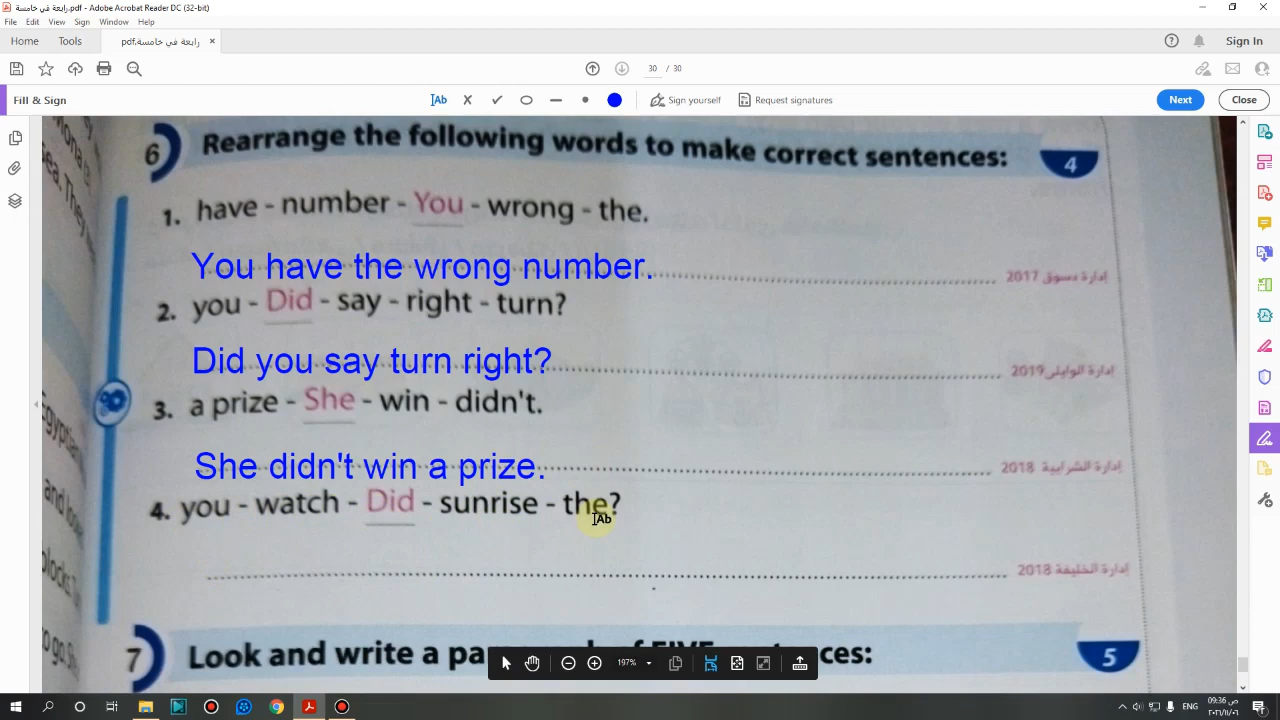 رابعة في خامسة.pdf - Adobe Acrobat Reader DC (32-bit)
File Edit View Sign Window Help
Home Tools رابعة في خامسة.pdf × Sign In
30 / 30
Fill & Sign Ab Sign yourself Request signatures Next Close
6 Rearrange the following words to make correct sentences: 4
1. have - number - You - wrong - the.
You have the wrong number.
إدارة دسوق 2017
2. you - Did - say - right - turn?
Did you say turn right?
إدارة الوايلى 2019
3. a prize - She - win - didn't.
She didn't win a prize.
إدارة الشرابية 2018
4. you - watch - Did - sunrise - the?
Ab
إدارة الخليفة 2018
7 Look and write a pa
ces: 5
197%
ENG
09:36 ص